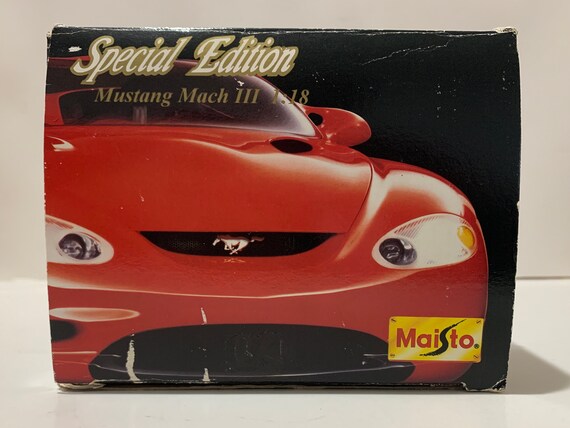 Special Edition
Mustang Mach III 1:18
Maisto®